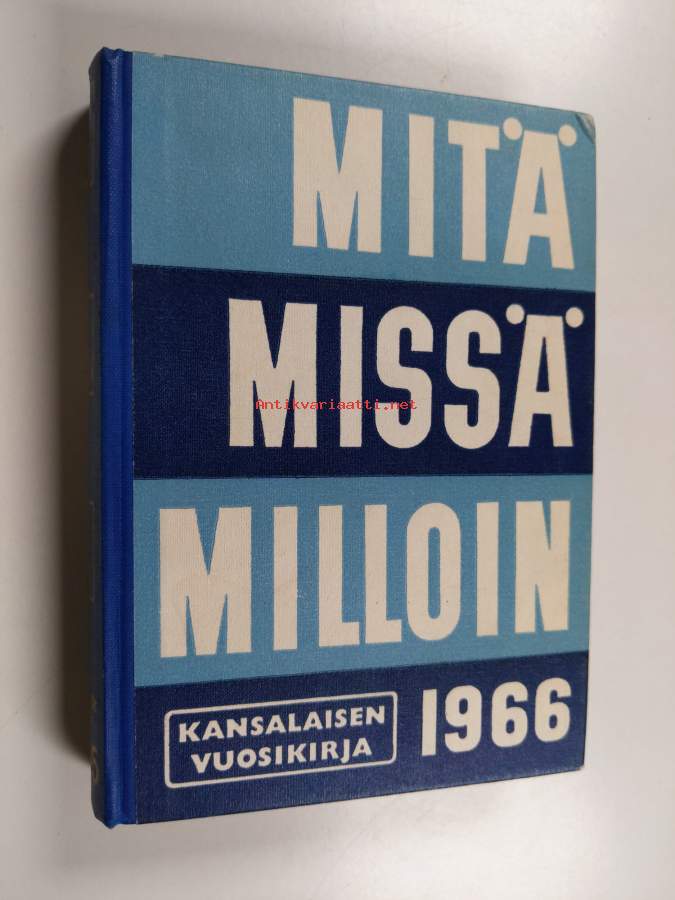 MITÄ
MISSÄ
Antikvariaatti.net
MILLOIN
KANSALAISEN
VUOSIKIRJA
1966